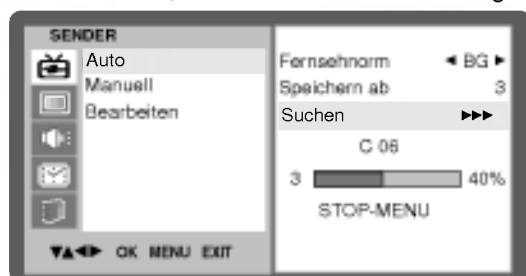 SENDER
Auto
Manuell
Bearbeiten
▼▲◀▶ OK MENU EXIT
Fernsehnorm ◀ BG ▶
Speichern ab 3
Suchen ▶▶▶
C 06
3 40%
STOP-MENU